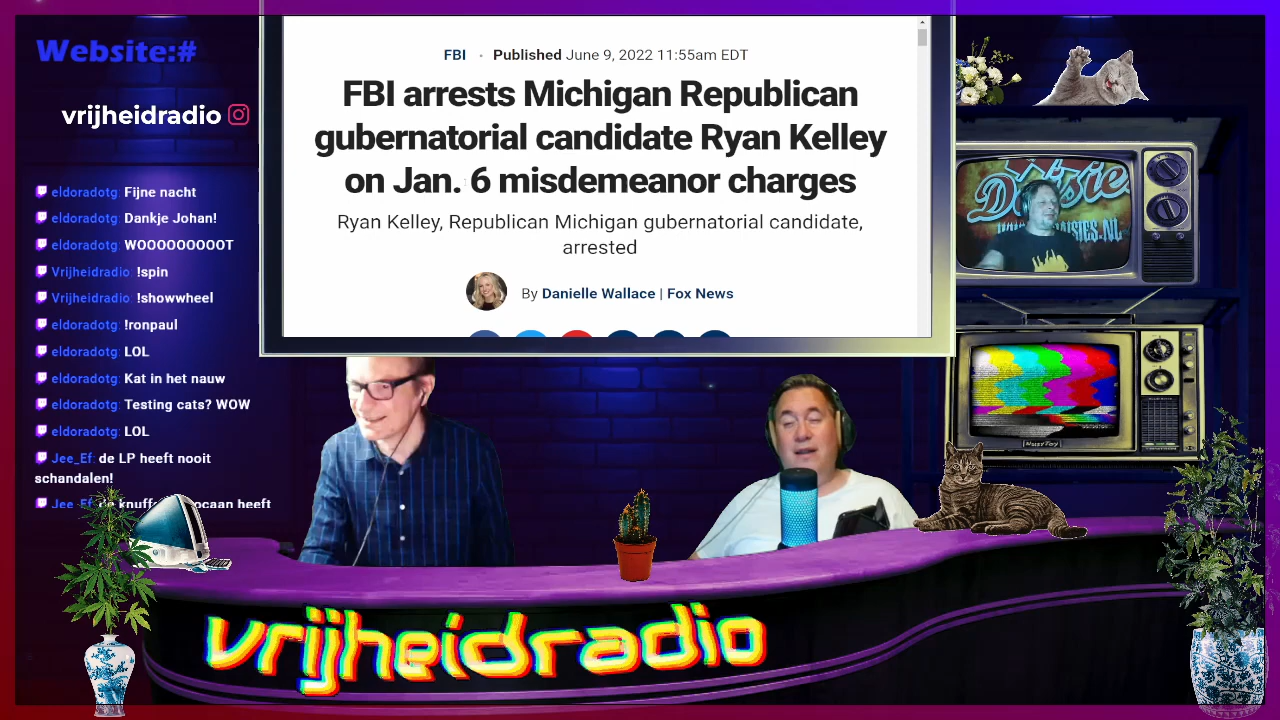 Website:#
vrijheidradio
eldoradotg: Fijne nacht
eldoradotg: Dankje Johan!
eldoradotg: WOOOOOOOOOT
Vrijheidradio !spin
Vrijheidradio !showwheel
eldoradotg: !ronpaul
eldoradotg: LOL
eldoradotg: Kat in het nauw
eldoradotg: Testing cats? WOW
eldoradotg: LOL
Jee_Ef: de LP heeft nooit
schandalen!
heeft
FBI · Published June 9, 2022 11:55am EDT
FBI arrests Michigan Republican
gubernatorial candidate Ryan Kelley
on Jan. 6 misdemeanor charges
Ryan Kelley, Republican Michigan gubernatorial candidate,
arrested
By Danielle Wallace | Fox News
vrijheidradio